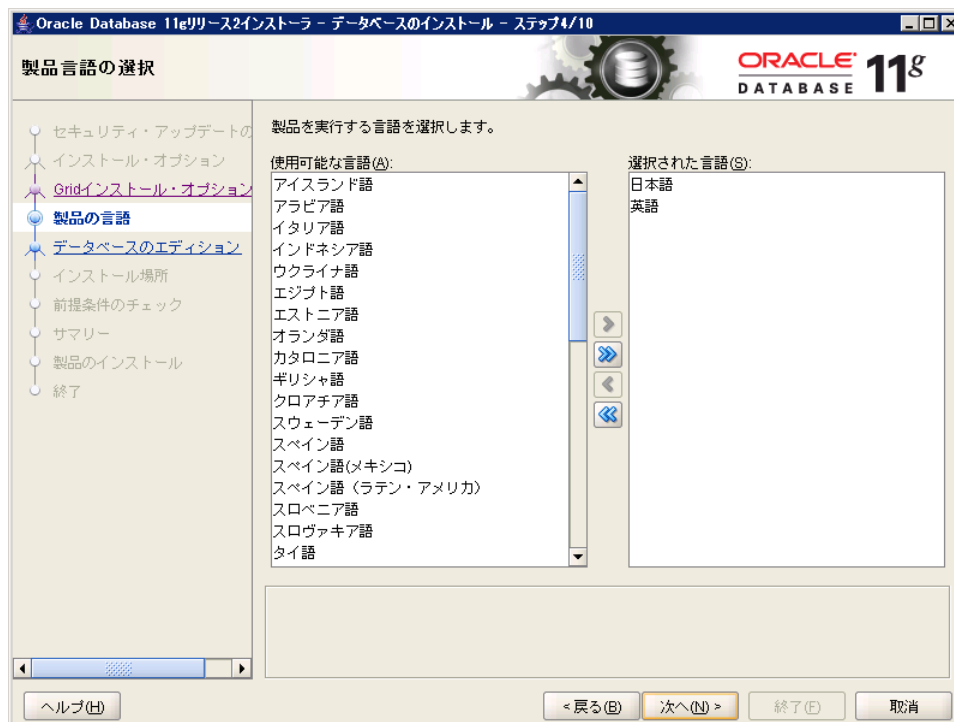 Oracle Database 11gリリース2インストーラ - データベースのインストール - ステップ4/10
製品言語の選択
ORACLE
DATABASE
11g
セキュリティ・アップデートの
インストール・オプション
Gridインストール・オプション
製品の言語
データベースのエディション
インストール場所
前提条件のチェック
サマリー
製品のインストール
終了
製品を実行する言語を選択します。
使用可能な言語(A):
アイスランド語
アラビア語
イタリア語
インドネシア語
ウクライナ語
エジプト語
エストニア語
オランダ語
カタロニア語
ギリシャ語
クロアチア語
スウェーデン語
スペイン語
スペイン語(メキシコ)
スペイン語（ラテン・アメリカ）
スロベニア語
スロヴァキア語
タイ語
選択された言語(S):
日本語
英語
ヘルプ(H)
<戻る(B)
次へ(N)>
終了(F)
取消